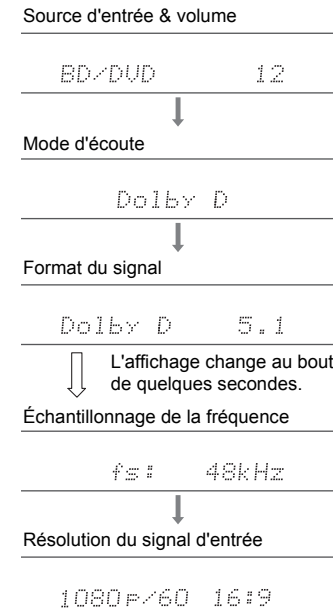 Source d'entrée & volume
BD/DVD 12
Mode d'écoute
Dolby D
Format du signal
Dolby D 5.1
L'affichage change au bout
de quelques secondes.
Échantillonnage de la fréquence
fs: 48kHz
Résolution du signal d'entrée
1080p/60 16:9